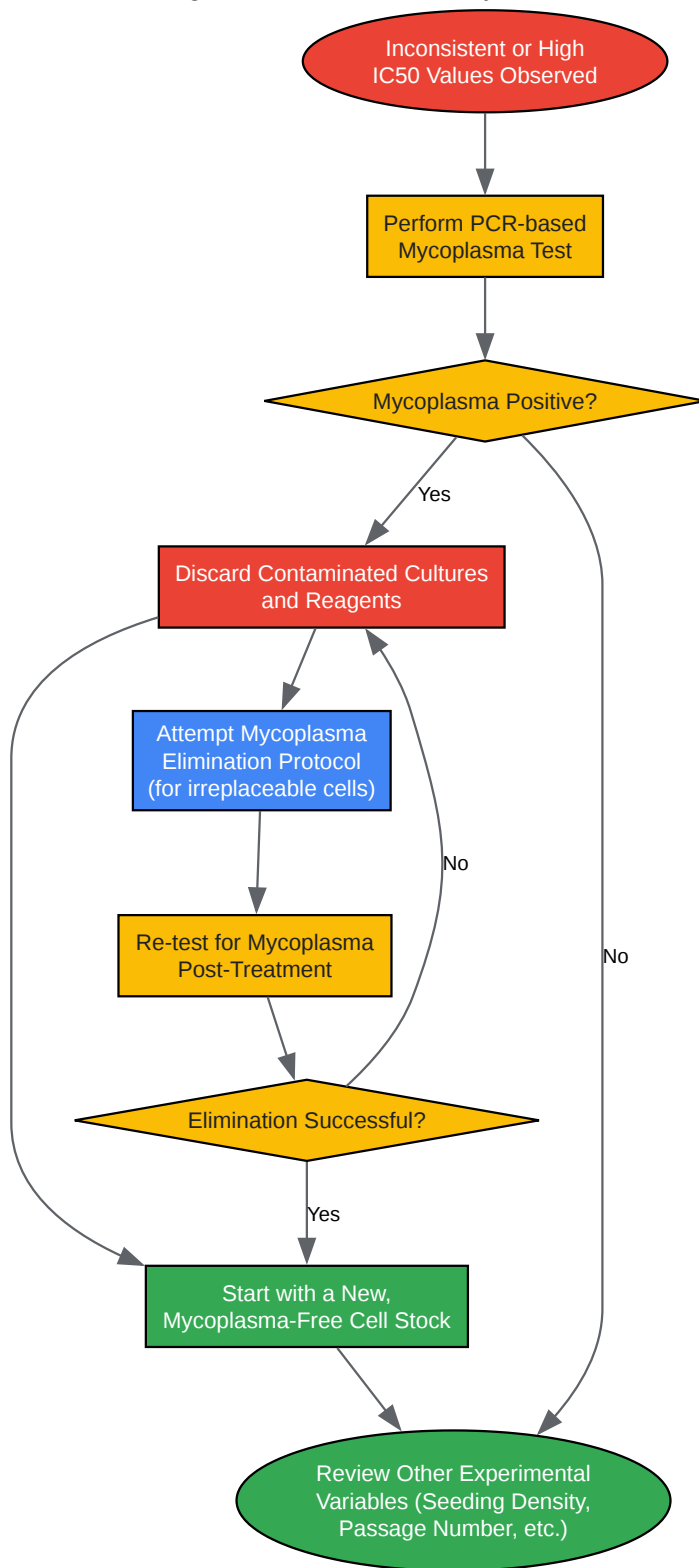 Inconsistent or High
IC50 Values Observed
Perform PCR-based
Mycoplasma Test
Mycoplasma Positive?
Yes
Discard Contaminated Cultures
and Reagents
Attempt Mycoplasma
Elimination Protocol
(for irreplaceable cells)
No
Re-test for Mycoplasma
Post-Treatment
No
Elimination Successful?
Yes
Start with a New,
Mycoplasma-Free Cell Stock
Review Other Experimental
Variables (Seeding Density,
Passage Number, etc.)